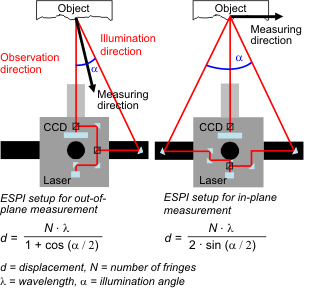 Object
Observation
direction
Illumination
direction
α
Measuring
direction
CCD
Laser
ESPI setup for out-of-
plane measurement
d = N · λ / 1 + cos (α / 2)
Object
Measuring
direction
α
CCD
Laser
ESPI setup for in-plane
measurement
d = N · λ / 2 · sin (α / 2)
d = displacement, N = number of fringes
λ = wavelength, α = illumination angle